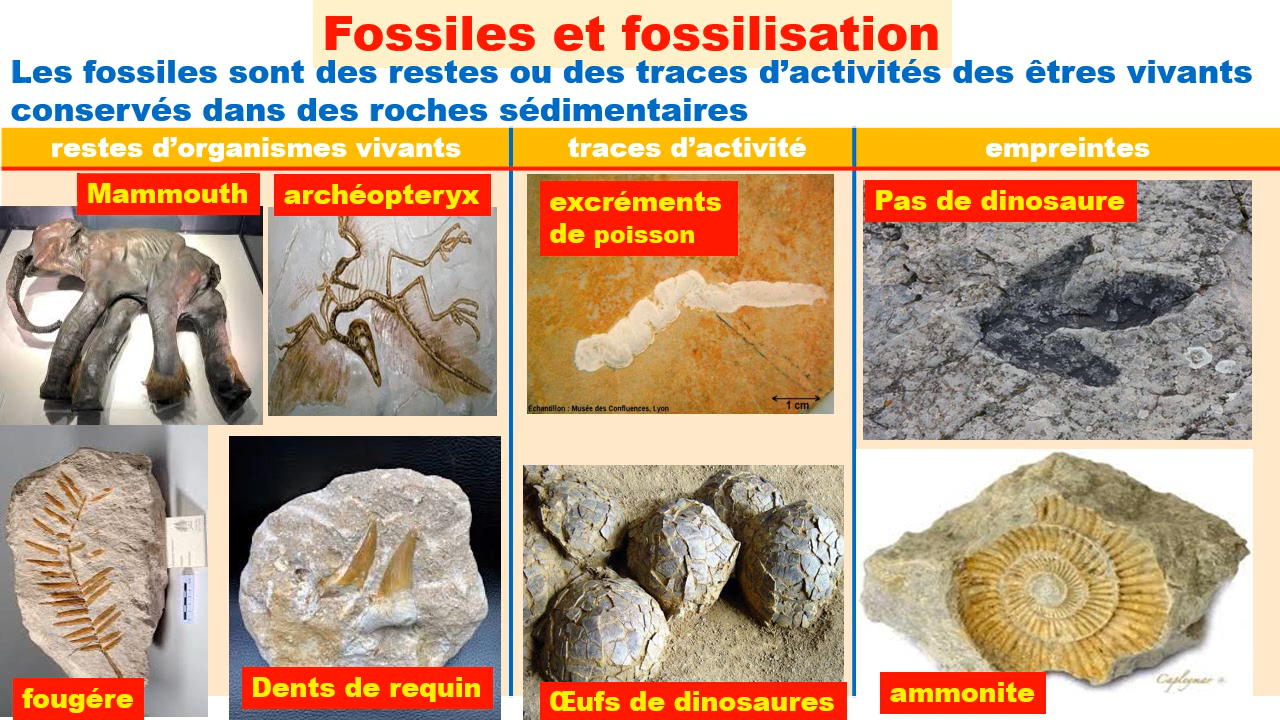 Fossiles et fossilisation
Les fossiles sont des restes ou des traces d’activités des êtres vivants
conservés dans des roches sédimentaires
restes d’organismes vivants
traces d’activité
empreintes
Mammouth
archéopteryx
excréments
de poisson
Pas de dinosaure
Échantillon : Musée des Confluences, Lyon
1 cm
fougére
Dents de requin
Œufs de dinosaures
ammonite